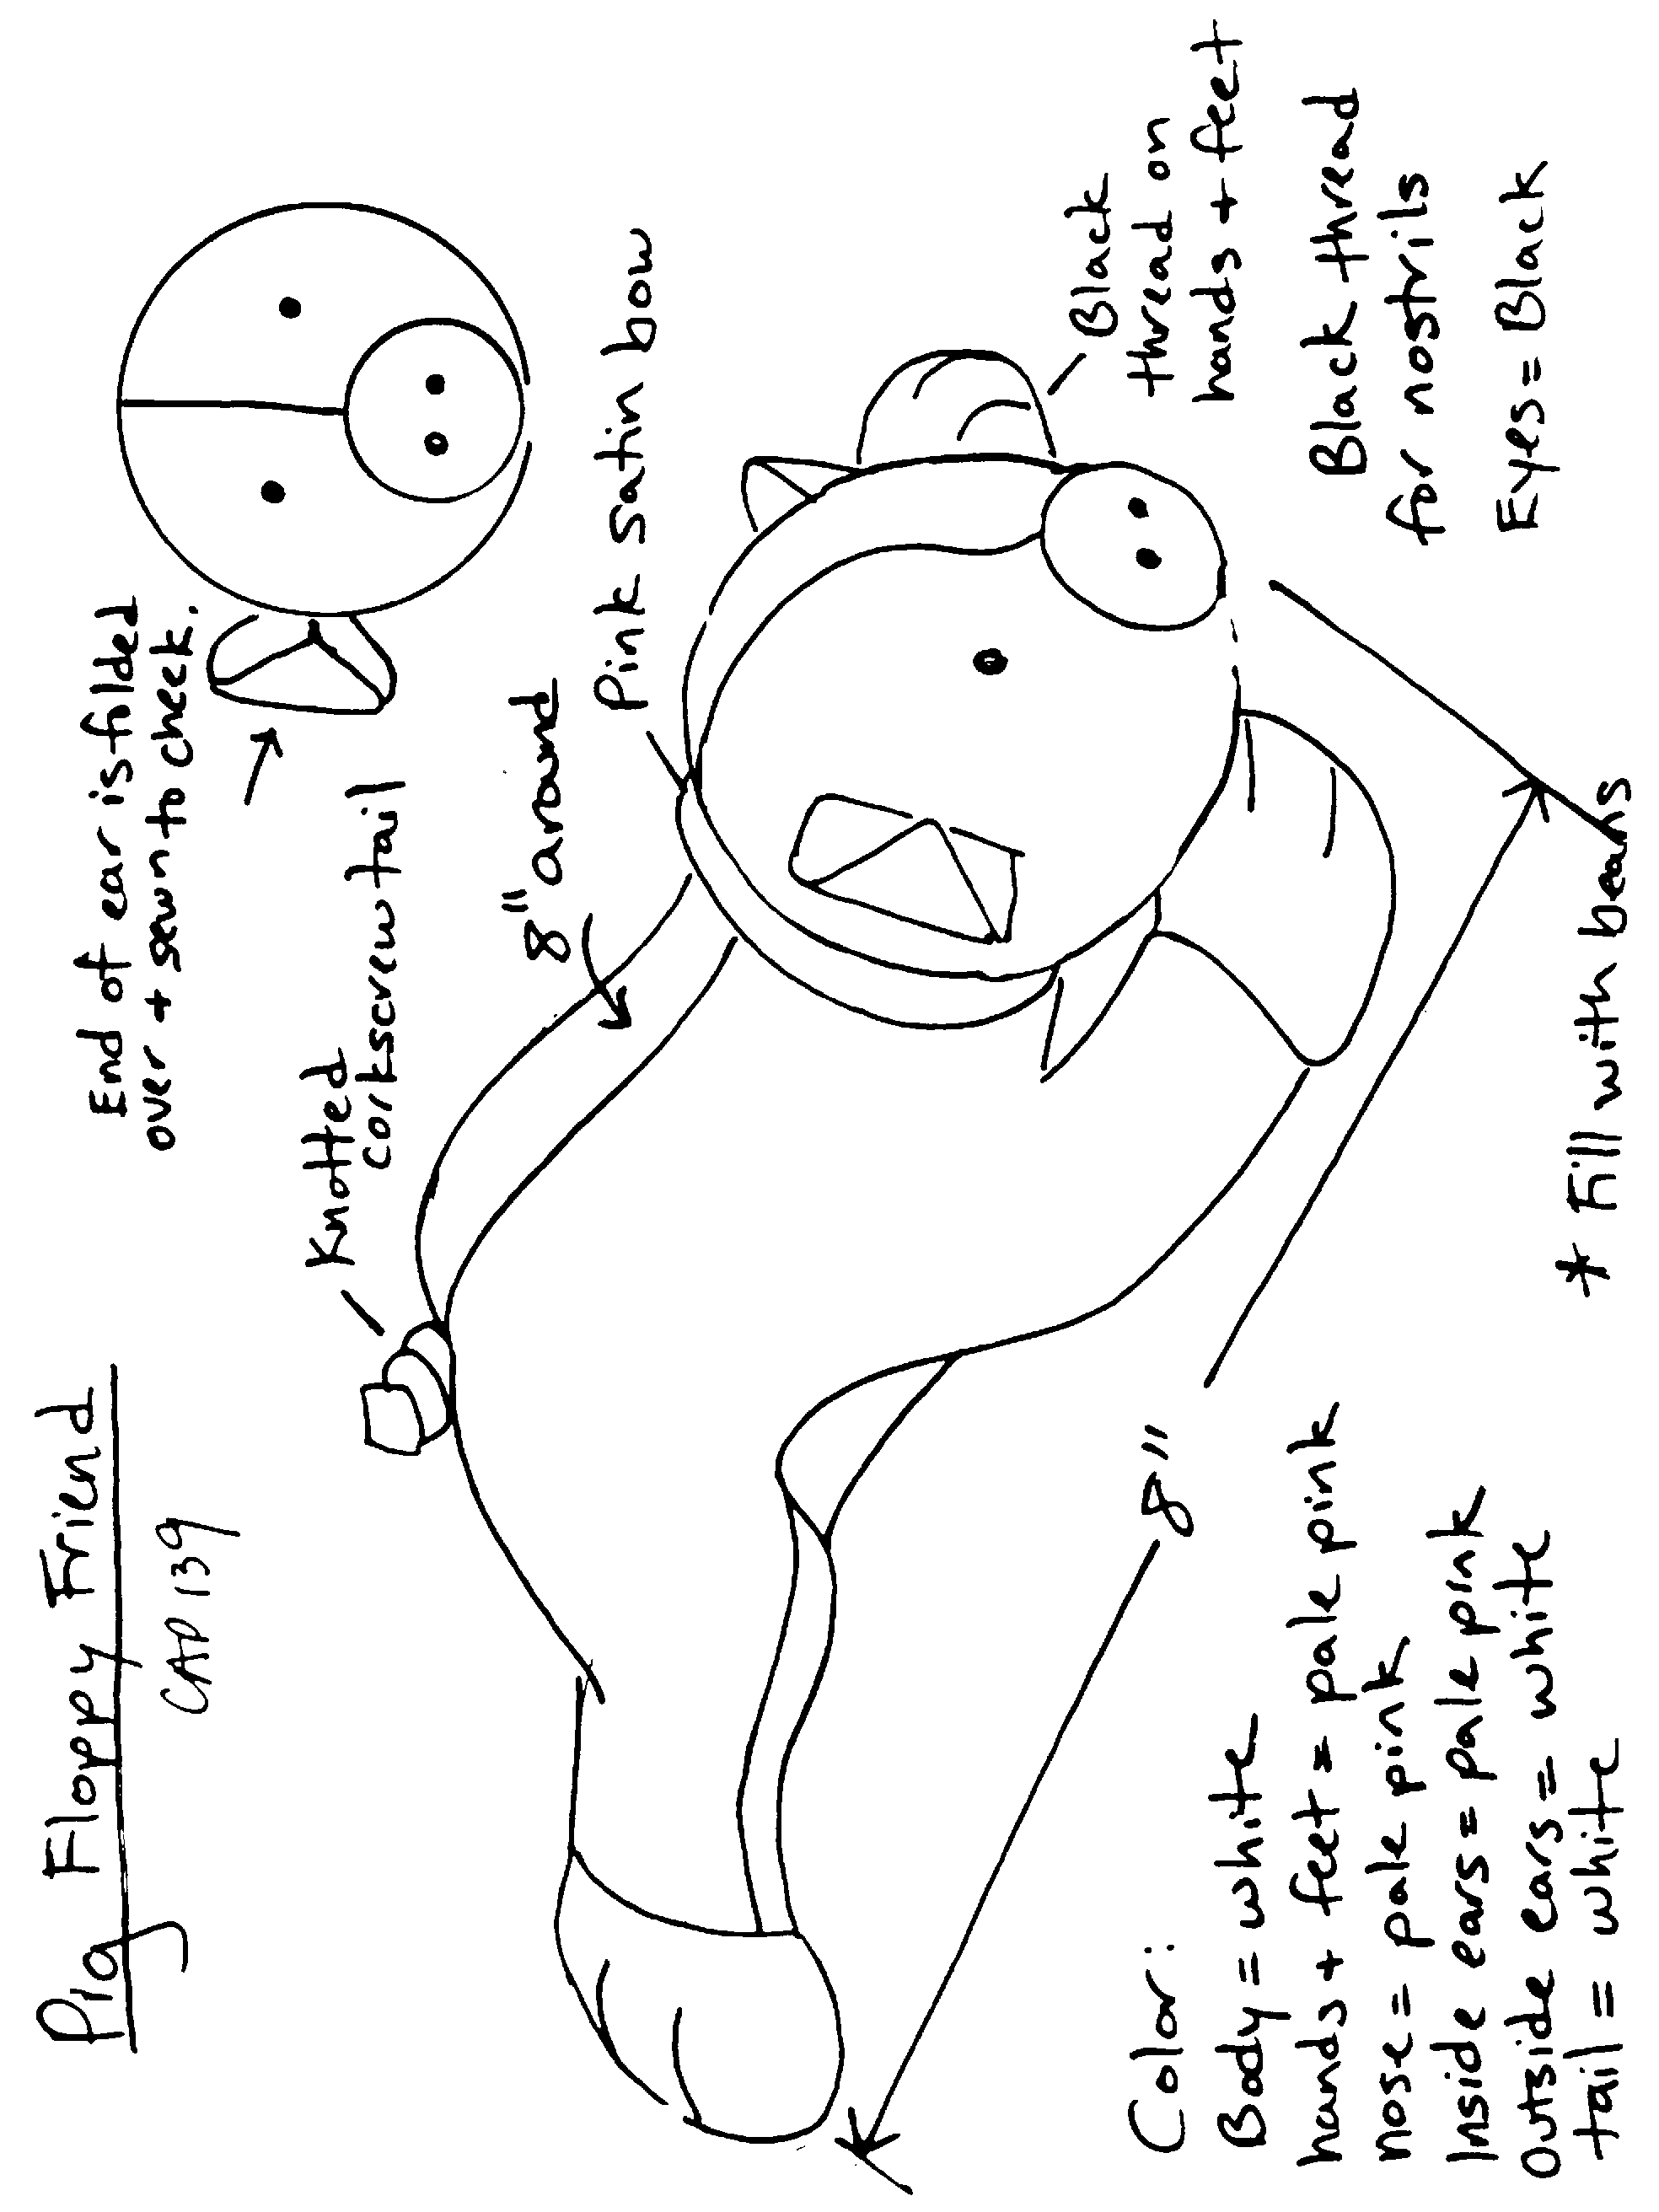 Pig Floppy Friend
CAP139
End of ear is folded
over + sewn to cheek.
Knotted
corkscrew tail
8" around
Pink satin bow
Black
thread on
hands + feet
Black thread
for nostrils
Eyes = Black
8"
* Fill with beans
Color:
Body = white
hands + feet = pale pink
nose = pale pink
Inside ears = pale pink
Outside ears = white
tail = white